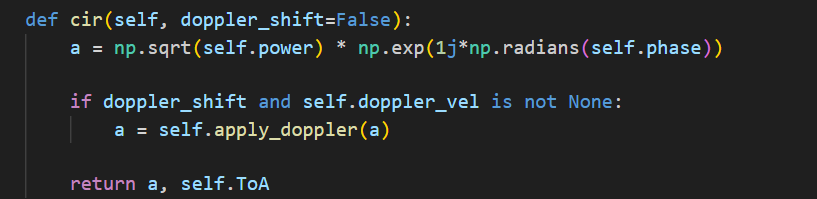 def cir(self, doppler_shift=False):
    a = np.sqrt(self.power) * np.exp(1j*np.radians(self.phase))
    if doppler_shift and self.doppler_vel is not None:
        a = self.apply_doppler(a)
    return a, self.ToA